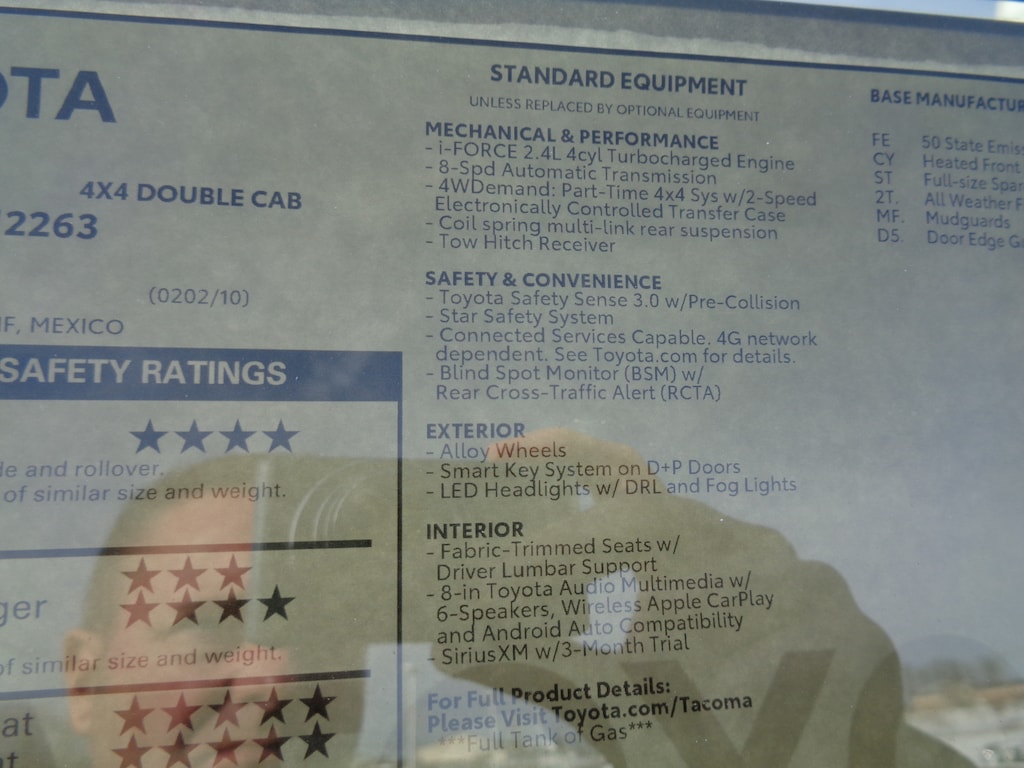 OTA
4X4 DOUBLE CAB
2263
(0202/10)
MEXICO
SAFETY RATINGS
★★★★
and rollover.
of similar size and weight.
★★★
★★★★
of similar size and weight.
★★★★★
★★★★★
STANDARD EQUIPMENT
UNLESS REPLACED BY OPTIONAL EQUIPMENT
MECHANICAL & PERFORMANCE
- i-FORCE 2.4L 4cyl Turbocharged Engine
- 8-Spd Automatic Transmission
- 4WDemand: Part-Time 4x4 Sys w/2-Speed
Electronically Controlled Transfer Case
- Coil spring multi-link rear suspension
- Tow Hitch Receiver
SAFETY & CONVENIENCE
- Toyota Safety Sense 3.0 w/Pre-Collision
- Star Safety System
- Connected Services Capable. 4G network
dependent. See Toyota.com for details.
- Blind Spot Monitor (BSM) w/
Rear Cross-Traffic Alert (RCTA)
EXTERIOR
- Alloy Wheels
- Smart Key System on D+P Doors
- LED Headlights w/ DRL and Fog Lights
INTERIOR
- Fabric-Trimmed Seats w/
Driver Lumbar Support
- 8-in Toyota Audio Multimedia w/
6-Speakers, Wireless Apple CarPlay
and Android Auto Compatibility
- SiriusXM w/3-Month Trial
For Full Product Details:
Please Visit Toyota.com/Tacoma
***Full Tank of Gas***
BASE MANUFACTUR
FE 50 State Emiss
CY Heated Front
ST Full-size Spar
2T. All Weather F
MF. Mudguards
D5. Door Edge G